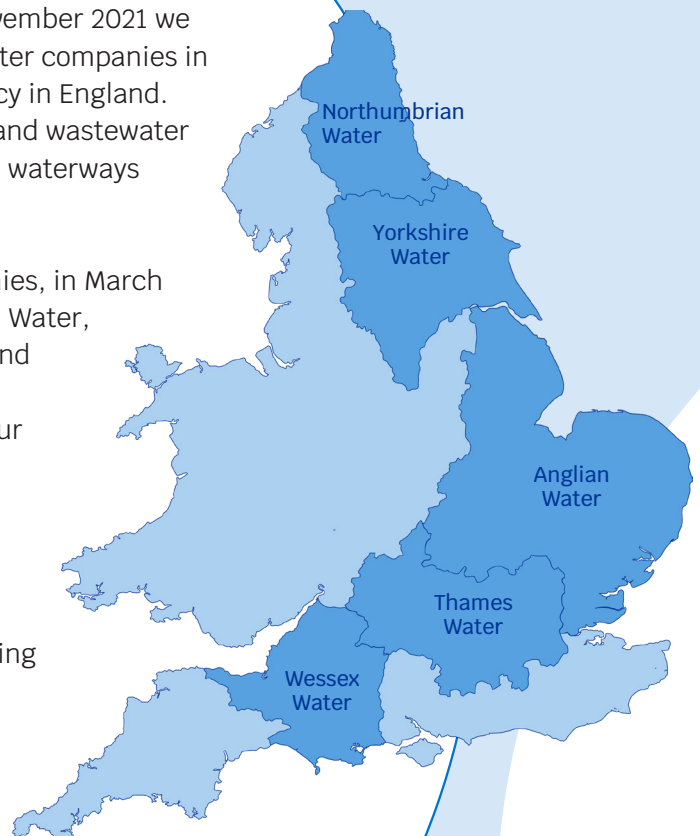 vember 2021 we
ter companies in
cy in England.
and wastewater
waterways
ies, in March
Water,
nd
ur
ing
Northumbrian
Water
Yorkshire
Water
Anglian
Water
Thames
Water
Wessex
Water